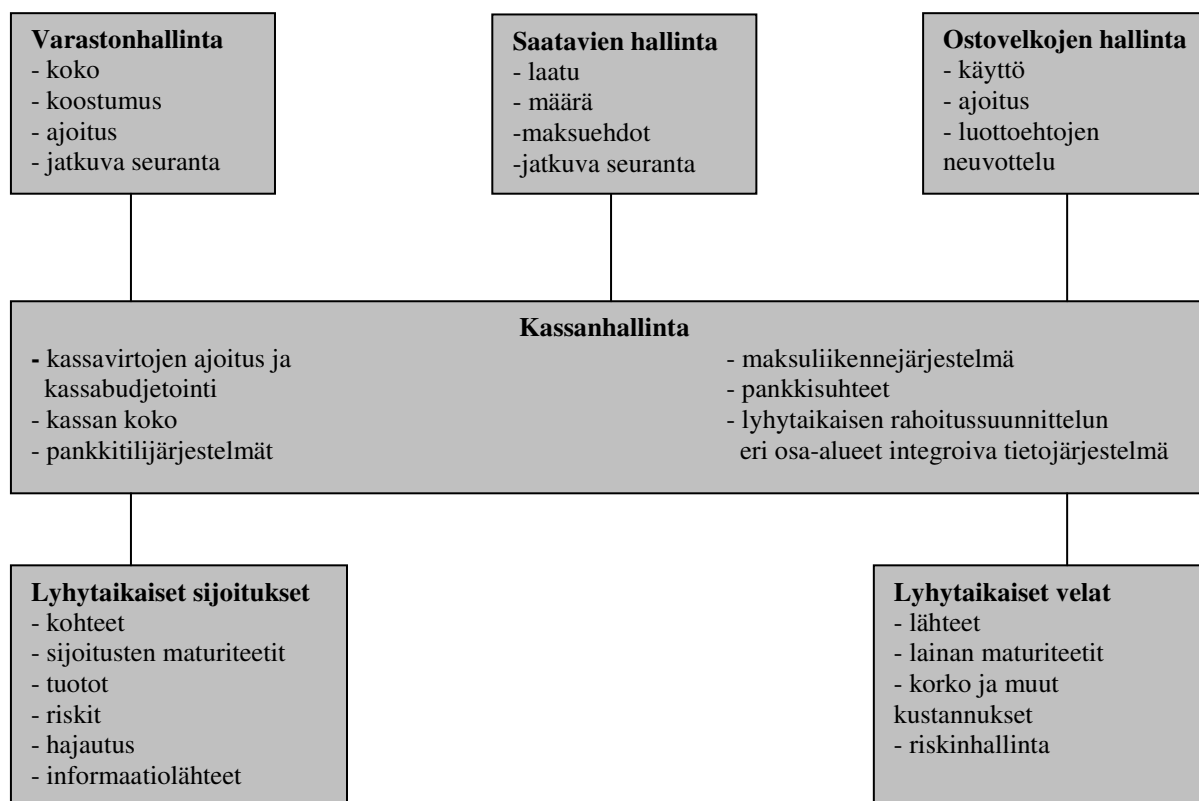 Varastonhallinta
- koko
- koostumus
- ajoitus
- jatkuva seuranta
Saatavien hallinta
- laatu
- määrä
-maksuehdot
-jatkuva seuranta
Ostovelkojen hallinta
- käyttö
- ajoitus
- luottoehtojen
neuvottelu
Kassanhallinta
- kassavirtojen ajoitus ja
kassabudjetointi
- kassan koko
- pankkitilijärjestelmät
- maksuliikennejärjestelmä
- pankkisuhteet
- lyhytaikaisen rahoitussuunnittelun
eri osa-alueet integroiva tietojärjestelmä
Lyhytaikaiset sijoitukset
- kohteet
- sijoitusten maturiteetit
- tuotot
- riskit
- hajautus
- informaatiolähteet
Lyhytaikaiset velat
- lähteet
- lainan maturiteetit
- korko ja muut
kustannukset
- riskinhallinta